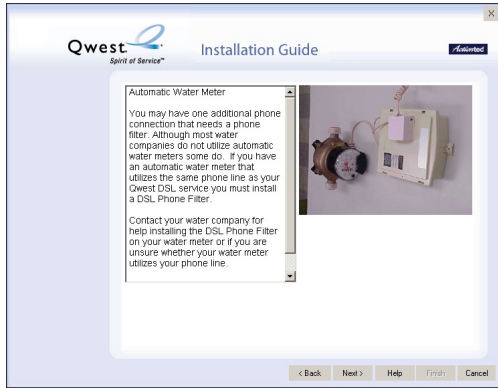 X
Qwest
Spirit of Service™
Installation Guide
Actiontec
Automatic Water Meter
You may have one additional phone
connection that needs a phone
filter. Although most water
companies do not utilize automatic
water meters some do. If you have
an automatic water meter that
utilizes the same phone line as your
Qwest DSL service you must install
a DSL Phone Filter.
Contact your water company for
help installing the DSL Phone Filter
on your water meter or if you are
unsure whether your water meter
utilizes your phone line.
< Back Next > Help Finish Cancel